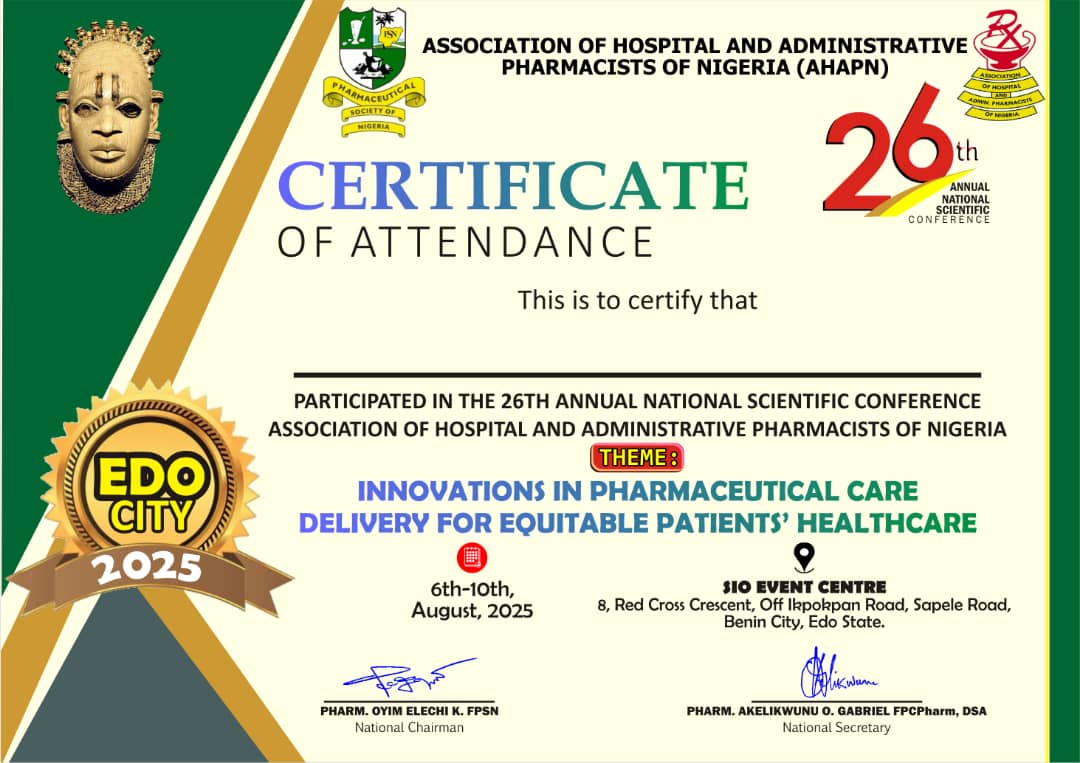 ISN
PHARMACEUTICAL
SOCIETY OF
NIGERIA
ASSOCIATION OF HOSPITAL AND ADMINISTRATIVE
PHARMACISTS OF NIGERIA (AHAPN)
Rx
ASSOCIATION
OF HOSPITAL
AND
ADMIN. PHARMACISTS
OF NIGERIA
26th
ANNUAL
NATIONAL
SCIENTIFIC
CONFERENCE
CERTIFICATE
OF ATTENDANCE
This is to certify that
PARTICIPATED IN THE 26TH ANNUAL NATIONAL SCIENTIFIC CONFERENCE
ASSOCIATION OF HOSPITAL AND ADMINISTRATIVE PHARMACISTS OF NIGERIA
THEME:
INNOVATIONS IN PHARMACEUTICAL CARE
DELIVERY FOR EQUITABLE PATIENTS’ HEALTHCARE
EDO
CITY
2025
6th-10th,
August, 2025
SIO EVENT CENTRE
8, Red Cross Crescent, Off Ikpokpan Road, Sapele Road,
Benin City, Edo State.
PHARM. OYIM ELECHI K. FPSN
National Chairman
PHARM. AKELIKWUNU O. GABRIEL FPCPharm, DSA
National Secretary